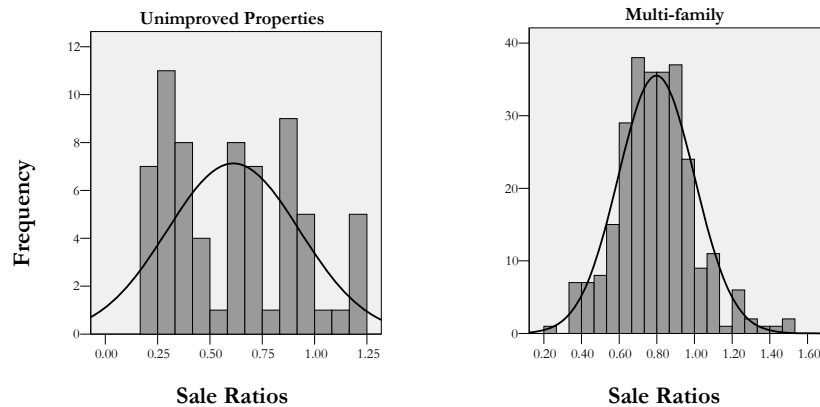 Unimproved Properties
12
10
8
6
4
2
0
Frequency
0.00 0.25 0.50 0.75 1.00 1.25
Sale Ratios
Multi-family
40
30
20
10
0
0.20 0.40 0.60 0.80 1.00 1.20 1.40 1.60
Sale Ratios